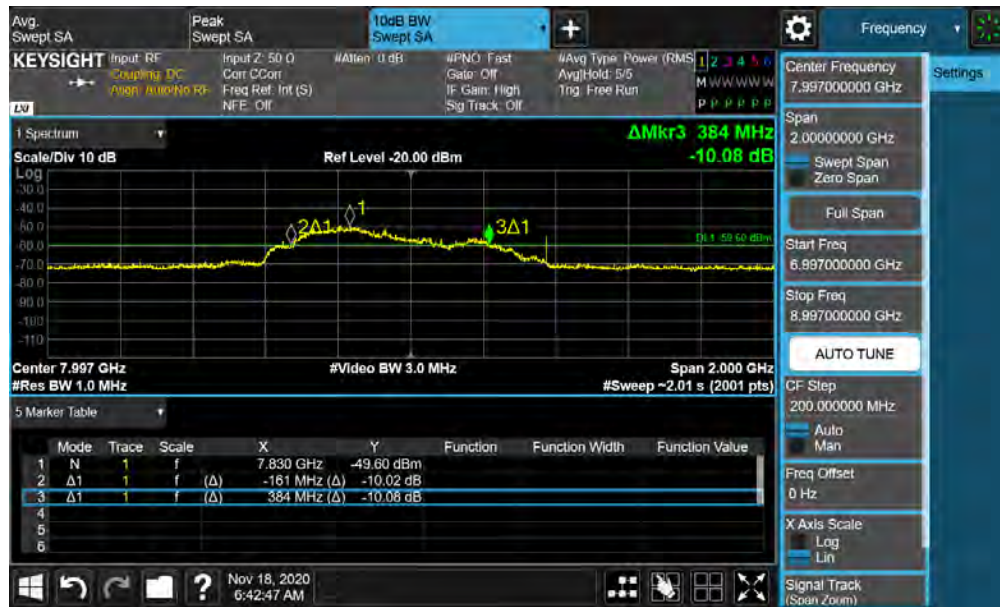 Avg.
Swept SA
Peak
Swept SA
10dB BW
Swept SA
Frequency
KEYSIGHT
Input: RF
Coupling: DC
Align: Auto/No RF
Input Z: 50 Ω
Corr CCorr
Freq Ref: Int (S)
NFE: Off
#Atten: 0 dB
#PNO: Fast
Gate: Off
IF Gain: High
Sig Track: Off
#Avg Type: Power (RMS
Avg|Hold: 5/5
Trig: Free Run
1 2 3 4 5 6
M W W W W W
P P P P P P
LXI
1 Spectrum
Scale/Div 10 dB
Log
Ref Level -20.00 dBm
ΔMkr3 384 MHz
-10.08 dB
-30.0
-40.0
-50.0
-60.0
-70.0
-80.0
-90.0
-100
-110
1
2Δ1
3Δ1
DL1 -59.60 dBm
Center 7.997 GHz
#Video BW 3.0 MHz
Span 2.000 GHz
#Res BW 1.0 MHz
#Sweep ~2.01 s (2001 pts)
5 Marker Table
Mode Trace Scale X Y Function Function Width Function Value
1 N 1 f 7.830 GHz -49.60 dBm
2 Δ1 1 f (Δ) -161 MHz (Δ) -10.02 dB
3 Δ1 1 f (Δ) 384 MHz (Δ) -10.08 dB
4
5
6
Nov 18, 2020
6:42:47 AM
Center Frequency
7.997000000 GHz
Settings
Span
2.00000000 GHz
Swept Span
Zero Span
Full Span
Start Freq
6.997000000 GHz
Stop Freq
8.997000000 GHz
AUTO TUNE
CF Step
200.000000 MHz
Auto
Man
Freq Offset
0 Hz
X Axis Scale
Log
Lin
Signal Track
(Span Zoom)